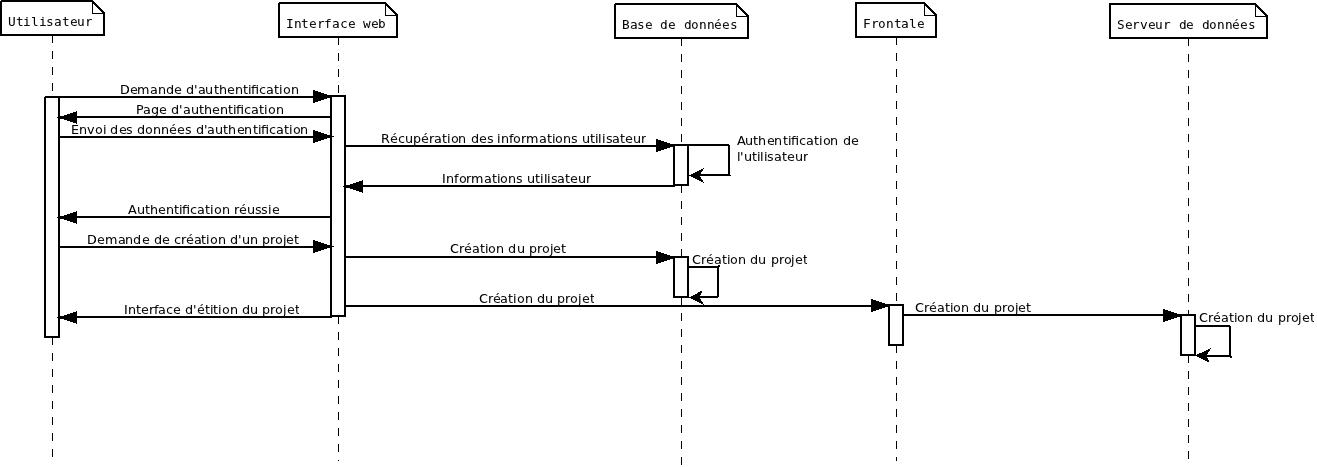 Utilisateur
Interface web
Base de données
Frontale
Serveur de données
Demande d'authentification
Page d'authentification
Envoi des données d'authentification
Récupération des informations utilisateur
Authentification de
l'utilisateur
Informations utilisateur
Authentification réussie
Demande de création d'un projet
Création du projet
Création du projet
Création du projet
Interface d'étition du projet
Création du projet
Création du projet